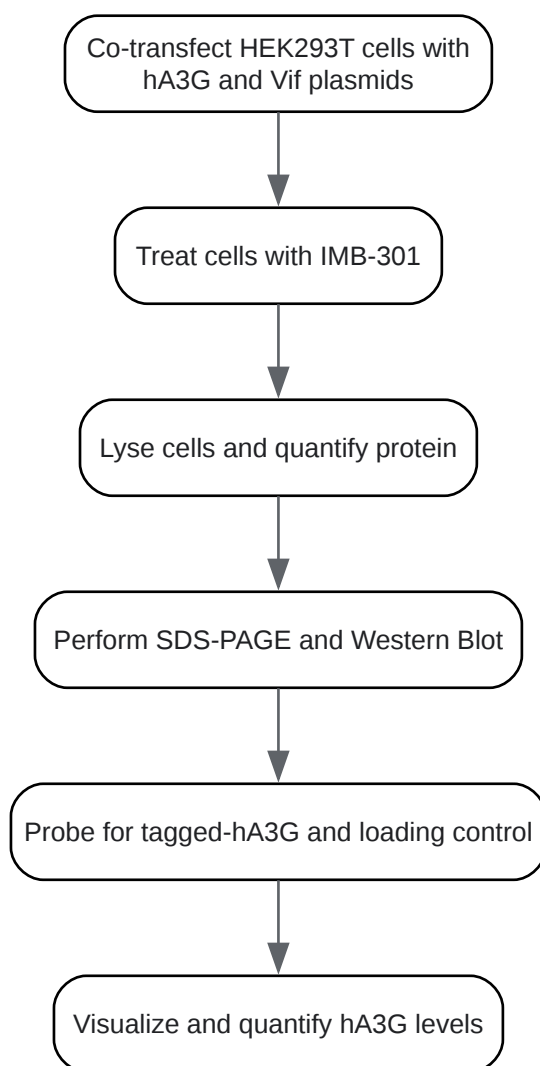 Co-transfect HEK293T cells with
hA3G and Vif plasmids
Treat cells with IMB-301
Lyse cells and quantify protein
Perform SDS-PAGE and Western Blot
Probe for tagged-hA3G and loading control
Visualize and quantify hA3G levels